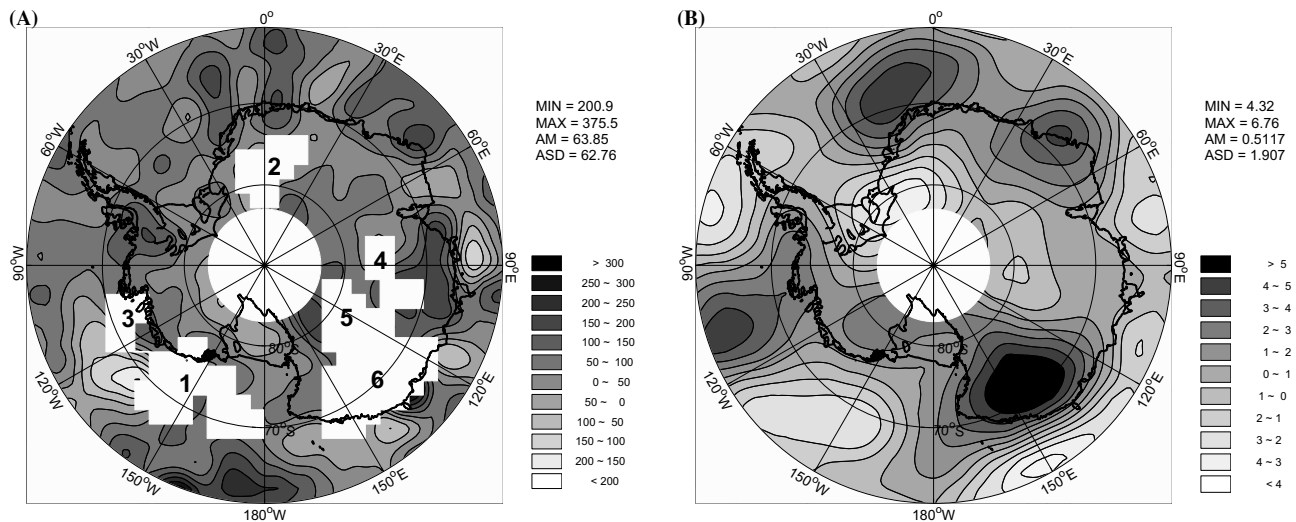 (A)
0°
30°E
60°E
90°E
120°E
150°E
180°W
150°W
120°W
90°W
60°W
30°W
80°S
70°S
2
4
3
5
1
6
MIN = 200.9
MAX = 375.5
AM = 63.85
ASD = 62.76
> 300
250 ~ 300
200 ~ 250
150 ~ 200
100 ~ 150
50 ~ 100
0 ~ 50
50 ~ 0
100 ~ 50
150 ~ 100
200 ~ 150
< 200
(B)
0°
30°E
60°E
90°E
120°E
150°E
180°W
150°W
120°W
90°W
60°W
30°W
80°S
70°S
MIN = 4.32
MAX = 6.76
AM = 0.5117
ASD = 1.907
> 5
4 ~ 5
3 ~ 4
2 ~ 3
1 ~ 2
0 ~ 1
1 ~ 0
2 ~ 1
3 ~ 2
4 ~ 3
< 4